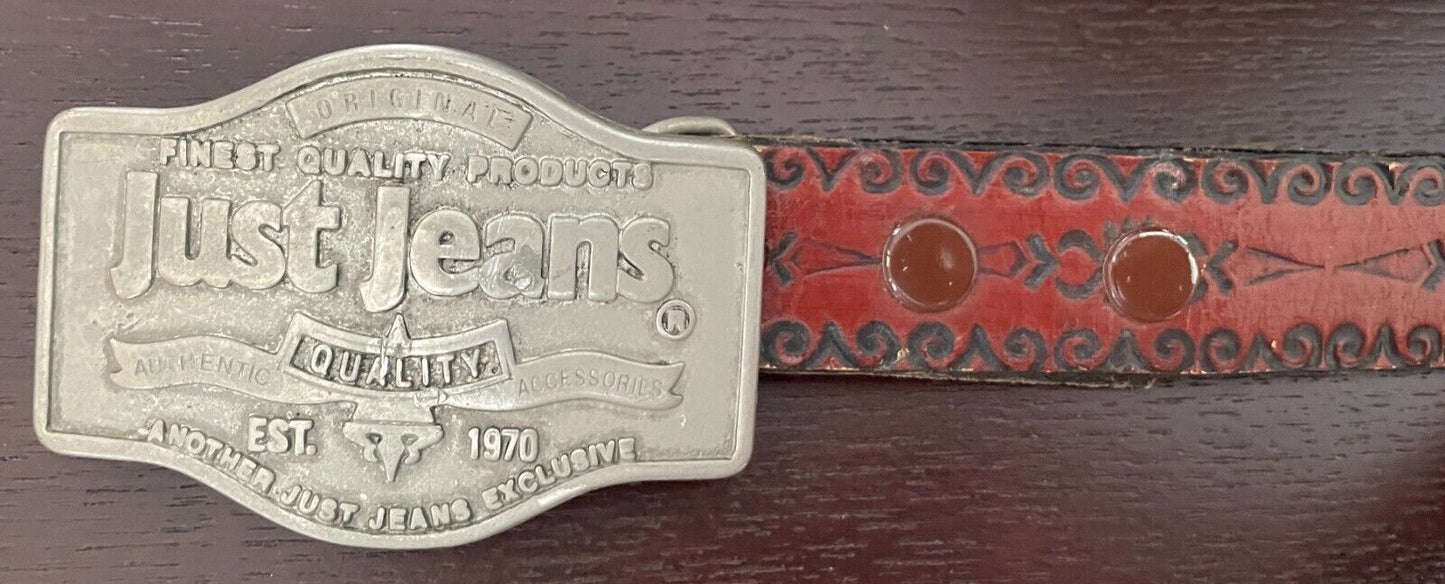 ORIGINAL
FINEST QUALITY PRODUCTS
Just Jeans
®
AUTHENTIC QUALITY ACCESSORIES
EST. 1970
ANOTHER JUST JEANS EXCLUSIVE